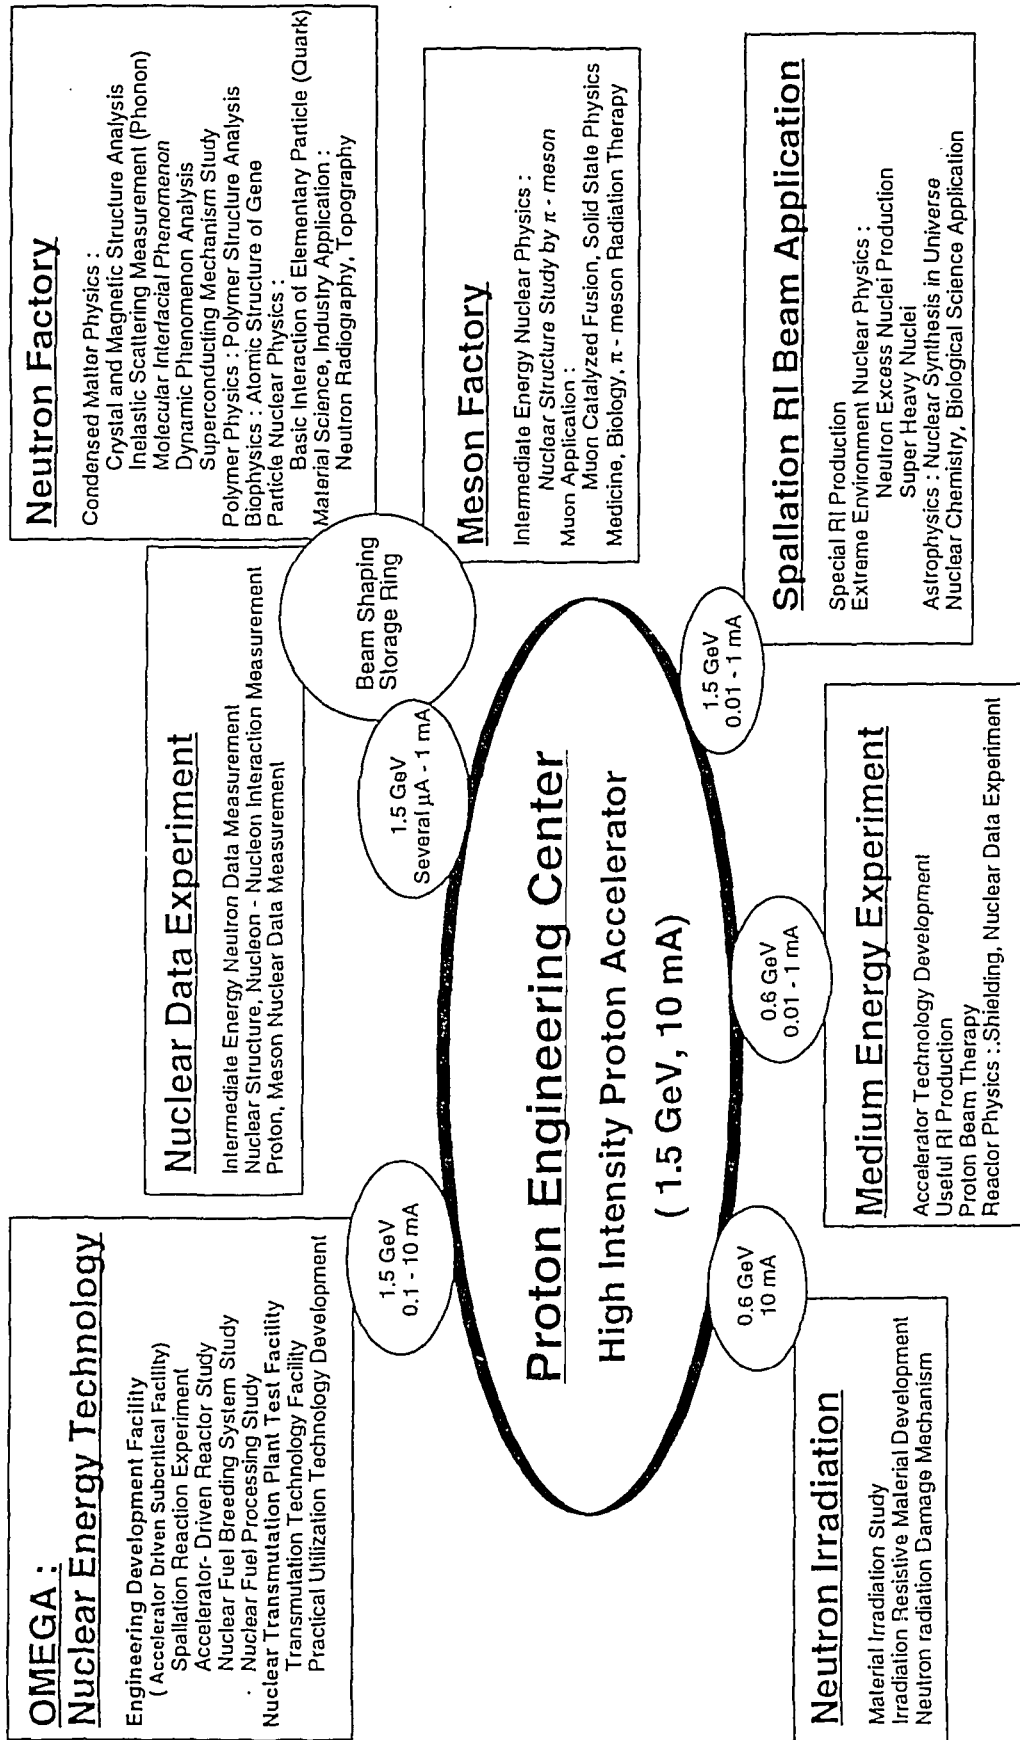 OMEGA :
Nuclear Energy Technology
Engineering Development Facility
( Accelerator Driven Subcritical Facility)
Spallation Reaction Experiment
Accelerator- Driven Reactor Study
Nuclear Fuel Breeding System Study
Nuclear Fuel Processing Study
Nuclear Transmutation Plant Test Facility
Transmutation Technology Facility
Practical Utilization Technology Development
1.5 GeV
0.1 - 10 mA
Nuclear Data Experiment
Intermediate Energy Neutron Data Measurement
Nuclear Structure, Nucleon - Nucleon Interaction Measurement
Proton, Meson Nuclear Data Measurement
1.5 GeV
Several μA - 1 mA
Beam Shaping
Storage Ring
Neutron Factory
Condensed Matter Physics :
Crystal and Magnetic Structure Analysis
Inelastic Scattering Measurement (Phonon)
Molecular Interfacial Phenomenon
Dynamic Phenomenon Analysis
Superconducting Mechanism Study
Polymer Physics : Polymer Structure Analysis
Biophysics : Atomic Structure of Gene
Particle Nuclear Physics :
Basic Interaction of Elementary Particle (Quark)
Material Science, Industry Application :
Neutron Radiography, Topography
Meson Factory
Intermediate Energy Nuclear Physics :
Nuclear Structure Study by π - meson
Muon Application :
Muon Catalyzed Fusion, Solid State Physics
Medicine, Biology, π - meson Radiation Therapy
Proton Engineering Center
High Intensity Proton Accelerator
( 1.5 GeV, 10 mA)
Neutron Irradiation
Material Irradiation Study
Irradiation Resistive Material Development
Neutron radiation Damage Mechanism
0.6 GeV
10 mA
Medium Energy Experiment
Accelerator Technology Development
Useful RI Production
Proton Beam Therapy
Reactor Physics : Shielding, Nuclear Data Experiment
0.6 GeV
0.01 - 1 mA
Spallation RI Beam Application
Special RI Production
Extreme Environment Nuclear Physics :
Neutron Excess Nuclei Production
Super Heavy Nuclei
Astrophysics : Nuclear Synthesis in Universe
Nuclear Chemistry, Biological Science Application
1.5 GeV
0.01 - 1 mA